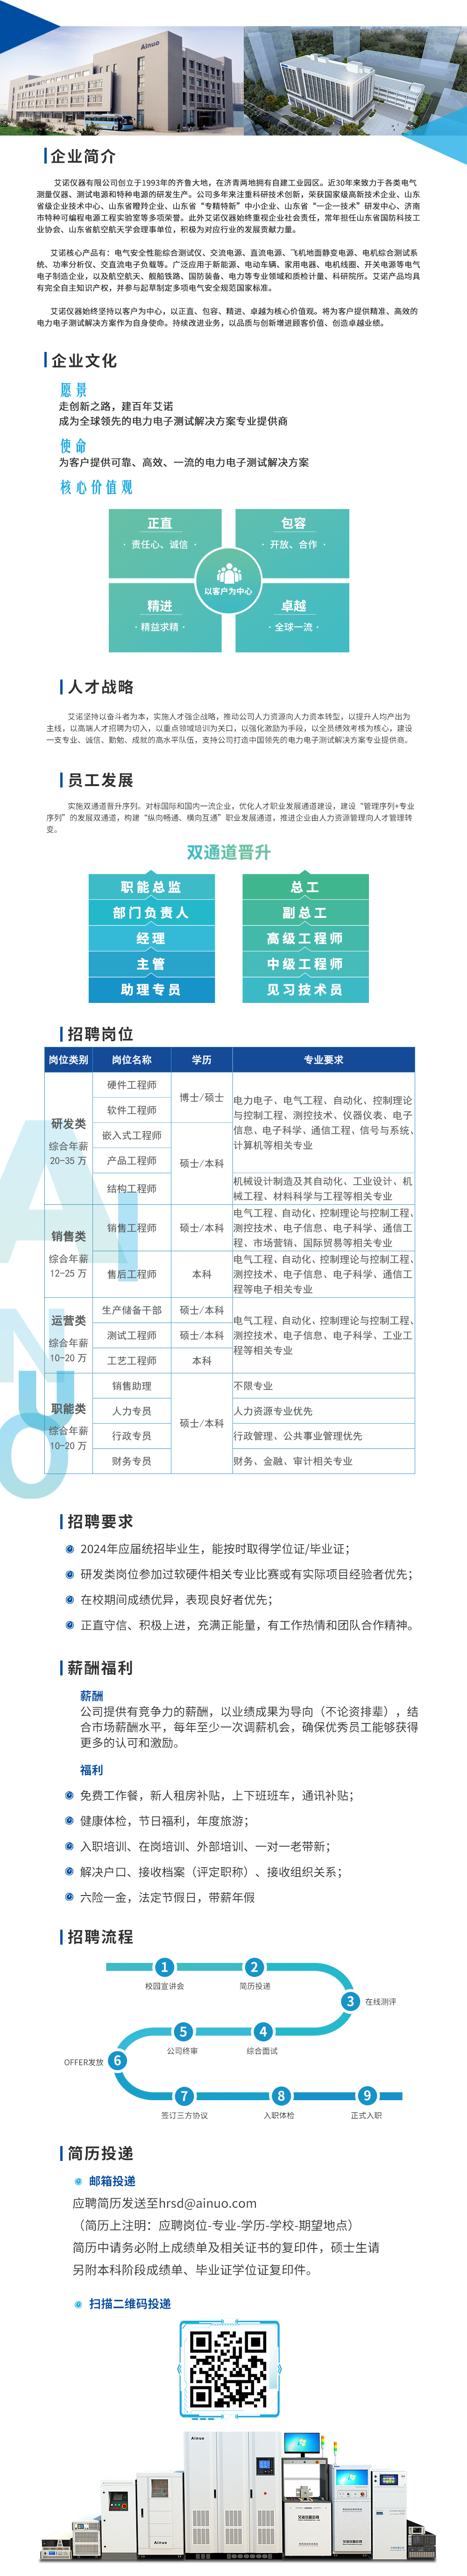 Ainuo
企业简介
艾诺仪器有限公司创立于1993年的齐鲁大地，在济青两地拥有自建工业园区。近30年来致力于各类电气
测量仪器、测试电源和特种电源的研发生产。公司多年来注重科研技术创新，荣获国家级高新技术企业、山东
省级企业技术中心、山东省瞪羚企业、山东省“专精特新”中小企业、山东省“一企一技术”研发中心、济南
市特种可编程电源工程实验室等多项荣誉。此外艾诺仪器始终重视企业社会责任，常年担任山东省国防科技工
业协会、山东省航空航天学会理事单位，积极为对应行业的发展贡献力量。
艾诺核心产品有：电气安全性能综合测试仪、交流电源、直流电源、飞机地面静变电源、电机综合测试系
统、功率分析仪、交直流电子负载等。广泛应用于新能源、电动车辆、家用电器、电机线圈、开关电源等电气
电子制造企业，以及航空航天、舰船铁路、国防装备、电力等专业领域和质检计量、科研院所。艾诺产品均具
有完全自主知识产权，并参与起草制定多项电气安全规范国家标准。
艾诺仪器始终坚持以客户为中心，以正直、包容、精进、卓越为核心价值观。将为客户提供精准、高效的
电力电子测试解决方案作为自身使命。持续改进业务，以品质与创新增进顾客价值、创造卓越业绩。
企业文化
愿景
走创新之路，建百年艾诺
成为全球领先的电力电子测试解决方案专业提供商
使命
为客户提供可靠、高效、一流的电力电子测试解决方案
核心价值观
正直
· 责任心、诚信 ·
包容
· 开放、合作 ·
以客户为中心
精进
· 精益求精 ·
卓越
· 全球一流 ·
人才战略
艾诺坚持以奋斗者为本，实施人才强企战略，推动公司人力资源向人力资本转型，以提升人均产出为
主线，以高端人才招聘为切入，以重点领域培训为关口，以强化激励为手段，以全员绩效考核为核心，建设
一支专业、诚信、勤勉、成就的高水平队伍，支持公司打造中国领先的电力电子测试解决方案专业提供商。
员工发展
实施双通道晋升序列。对标国际和国内一流企业，优化人才职业发展通道建设，建设“管理序列+专业
序列”的发展双通道，构建“纵向畅通、横向互通”职业发展通道，推进企业由人力资源管理向人才管理转
变。
双通道晋升
职能总监
部门负责人
经理
主管
助理专员
总工
副总工
高级工程师
中级工程师
见习技术员
招聘岗位
岗位类别 岗位名称 学历 专业要求
研发类
综合年薪
20-35 万
硬件工程师
软件工程师
博士/硕士
嵌入式工程师
产品工程师
结构工程师
硕士/本科
电力电子、电气工程、自动化、控制理论
与控制工程、测控技术、仪器仪表、电子
信息、电子科学、通信工程、信号与系统、
计算机等相关专业
机械设计制造及其自动化、工业设计、机
械工程、材料科学与工程等相关专业
销售类
综合年薪
12-25 万
销售工程师 硕士/本科
电气工程、自动化、控制理论与控制工程、
测控技术、电子信息、电子科学、通信工
程、市场营销、国际贸易等相关专业
售后工程师 本科
电气工程、自动化、控制理论与控制工程、
测控技术、电子信息、电子科学、通信工
程等电子相关专业
运营类
综合年薪
10-20 万
生产储备干部 硕士/本科
测试工程师 硕士/本科
工艺工程师 本科
电气工程、自动化、控制理论与控制工程、
测控技术、电子信息、电子科学、工业工
程等相关专业
职能类
综合年薪
10-20 万
硕士/本科
销售助理 不限专业
人力专员 人力资源专业优先
行政专员 行政管理、公共事业管理优先
财务专员 财务、金融、审计相关专业
AINUO
招聘要求
2024年应届统招毕业生，能按时取得学位证/毕业证；
研发类岗位参加过软硬件相关专业比赛或有实际项目经验者优先；
在校期间成绩优异，表现良好者优先；
正直守信、积极上进，充满正能量，有工作热情和团队合作精神。
薪酬福利
薪酬
公司提供有竞争力的薪酬，以业绩成果为导向（不论资排辈），结
合市场薪酬水平，每年至少一次调薪机会，确保优秀员工能够获得
更多的认可和激励。
福利
免费工作餐，新人租房补贴，上下班班车，通讯补贴；
健康体检，节日福利，年度旅游；
入职培训、在岗培训、外部培训、一对一老带新；
解决户口、接收档案（评定职称）、接收组织关系；
六险一金，法定节假日，带薪年假
招聘流程
1 校园宣讲会
2 简历投递
3 在线测评
4 综合面试
5 公司终审
6 OFFER发放
7 签订三方协议
8 入职体检
9 正式入职
简历投递
邮箱投递
应聘简历发送至hrsd@ainuo.com
（简历上注明：应聘岗位-专业-学历-学校-期望地点）
简历中请务必附上成绩单及相关证书的复印件，硕士生请
另附本科阶段成绩单、毕业证学位证复印件。
扫描二维码投递
Ainuo
Ainuo